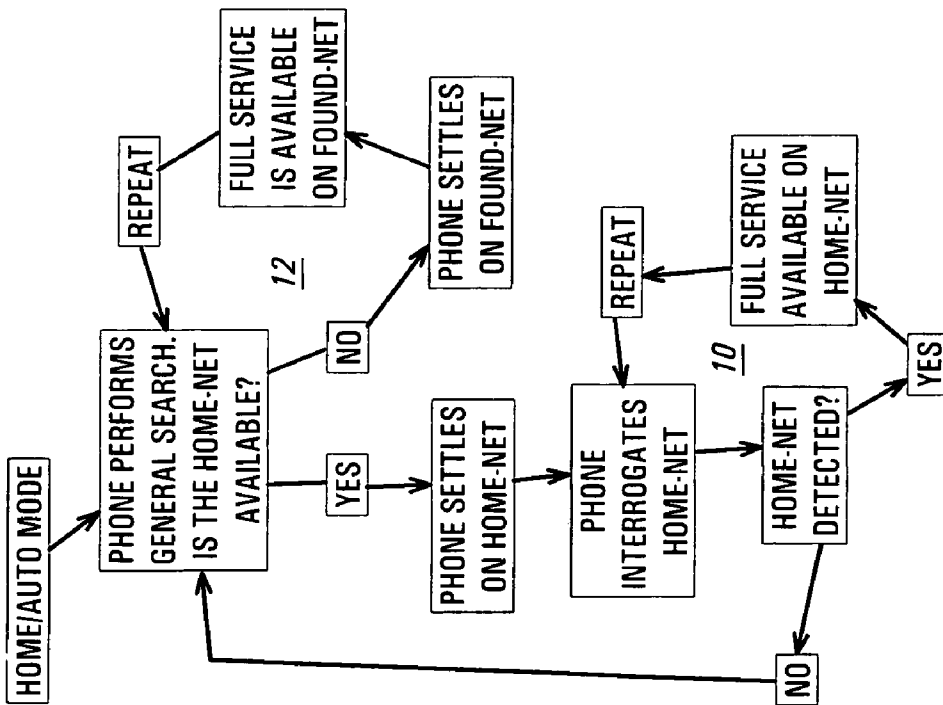 HOME/AUTO MODE
PHONE PERFORMS
GENERAL SEARCH.
IS THE HOME-NET
AVAILABLE?
REPEAT
FULL SERVICE
IS AVAILABLE
ON FOUND-NET
12
NO
PHONE SETTLES
ON FOUND-NET
YES
PHONE SETTLES
ON HOME-NET
PHONE
INTERROGATES
HOME-NET
REPEAT
FULL SERVICE
AVAILABLE ON
HOME-NET
10
HOME-NET
DETECTED?
YES
NO